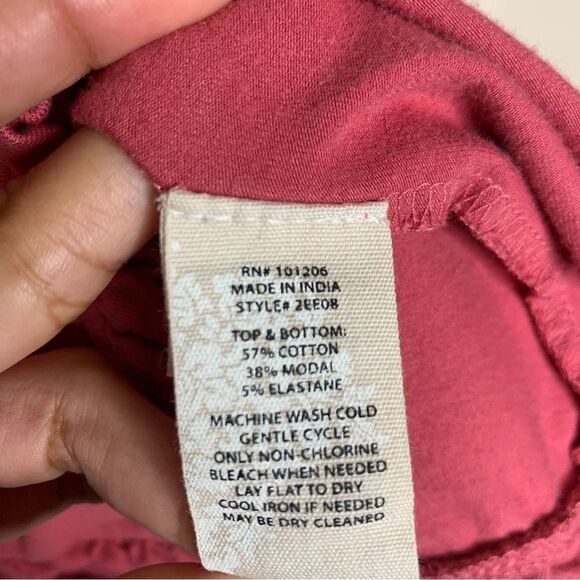 RN# 101206
MADE IN INDIA
STYLE# 2EE08
TOP & BOTTOM:
57% COTTON
38% MODAL
5% ELASTANE
MACHINE WASH COLD
GENTLE CYCLE
ONLY NON-CHLORINE
BLEACH WHEN NEEDED
LAY FLAT TO DRY
COOL IRON IF NEEDED
MAY BE DRY CLEANED